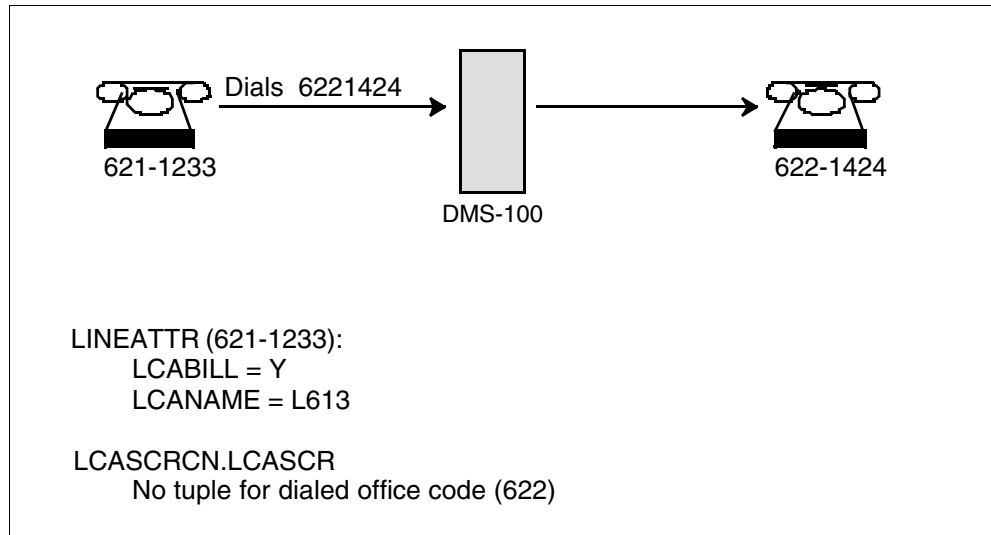 Dials 6221424
621-1233
622-1424
DMS-100
LINEATTR (621-1233):
LCABILL = Y
LCANAME = L613
LCASCRCN.LCASCR
No tuple for dialed office code (622)